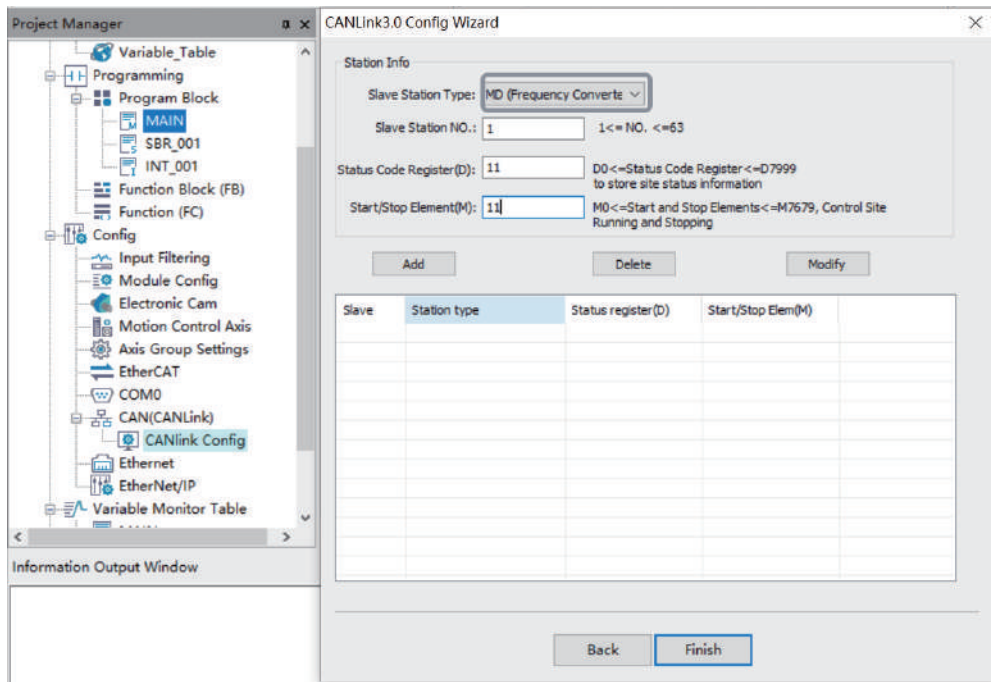 Project Manager
Variable_Table
Programming
Program Block
MAIN
SBR_001
INT_001
Function Block (FB)
Function (FC)
Config
Input Filtering
Module Config
Electronic Cam
Motion Control Axis
Axis Group Settings
EtherCAT
COM0
CAN(CANLink)
CANlink Config
Ethernet
EtherNet/IP
Variable Monitor Table
Information Output Window
CANLink3.0 Config Wizard
Station Info
Slave Station Type: MD (Frequency Converte
Slave Station NO.: 1 1<= NO. <=63
Status Code Register(D): 11 D0<=Status Code Register<=D7999
to store site status information
Start/Stop Element(M): 11 M0<=Start and Stop Elements<=M7679, Control Site
Running and Stopping
Add Delete Modify
Slave Station type Status register(D) Start/Stop Elem(M)
Back Finish